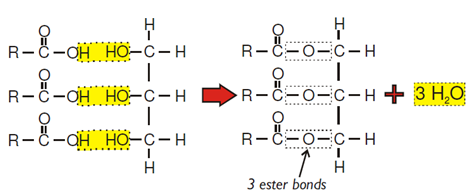 H H
O O
R – C – OH HO – C – H R – C – O – C – H
O O
R – C – OH HO – C – H R – C – O – C – H + 3 H₂O
O O
R – C – OH HO – C – H R – C – O – C – H
H H
3 ester bonds